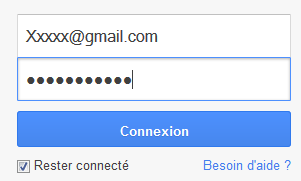 Xxxxx@gmail.com
●●●●●●●●●●●
Connexion
Rester connecté
Besoin d'aide ?